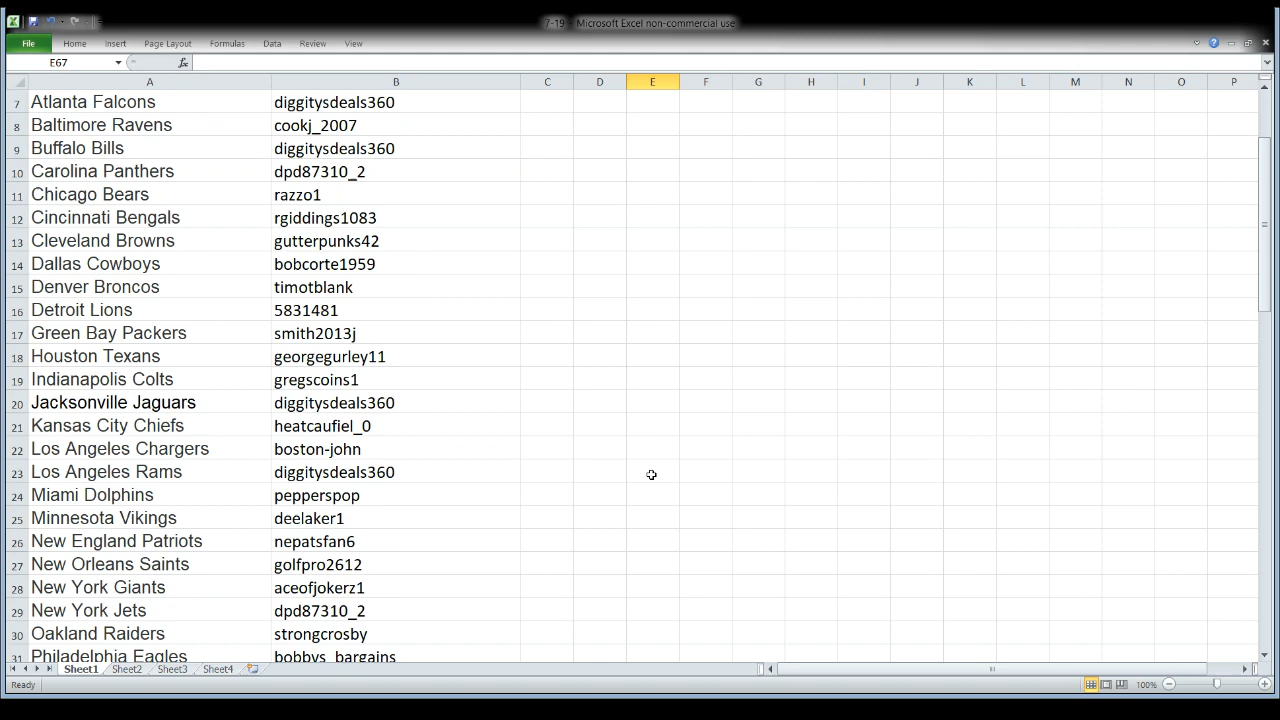 7-19 - Microsoft Excel non-commercial use
File Home Insert Page Layout Formulas Data Review View
E67 fx
A B C D E F G H I J K L M N O P
7 Atlanta Falcons diggitysdeals360
8 Baltimore Ravens cookj_2007
9 Buffalo Bills diggitysdeals360
10 Carolina Panthers dpd87310_2
11 Chicago Bears razzo1
12 Cincinnati Bengals rgiddings1083
13 Cleveland Browns gutterpunks42
14 Dallas Cowboys bobcorte1959
15 Denver Broncos timotblank
16 Detroit Lions 5831481
17 Green Bay Packers smith2013j
18 Houston Texans georgegurley11
19 Indianapolis Colts gregscoins1
20 Jacksonville Jaguars diggitysdeals360
21 Kansas City Chiefs heatcaufiel_0
22 Los Angeles Chargers boston-john
23 Los Angeles Rams diggitysdeals360
24 Miami Dolphins pepperspop
25 Minnesota Vikings deelaker1
26 New England Patriots nepatsfan6
27 New Orleans Saints golfpro2612
28 New York Giants aceofjokerz1
29 New York Jets dpd87310_2
30 Oakland Raiders strongcrosby
31 Philadelphia Eagles bobbys_bargains
Sheet1 Sheet2 Sheet3 Sheet4
Ready 100%